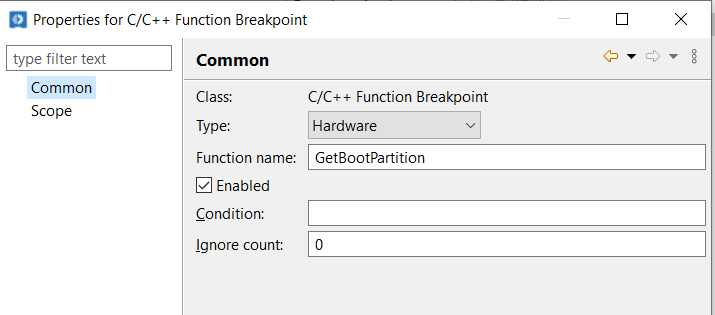 Properties for C/C++ Function Breakpoint
type filter text
Common
Scope
Common
Class: C/C++ Function Breakpoint
Type: Hardware
Function name: GetBootPartition
Enabled
Condition:
Ignore count: 0